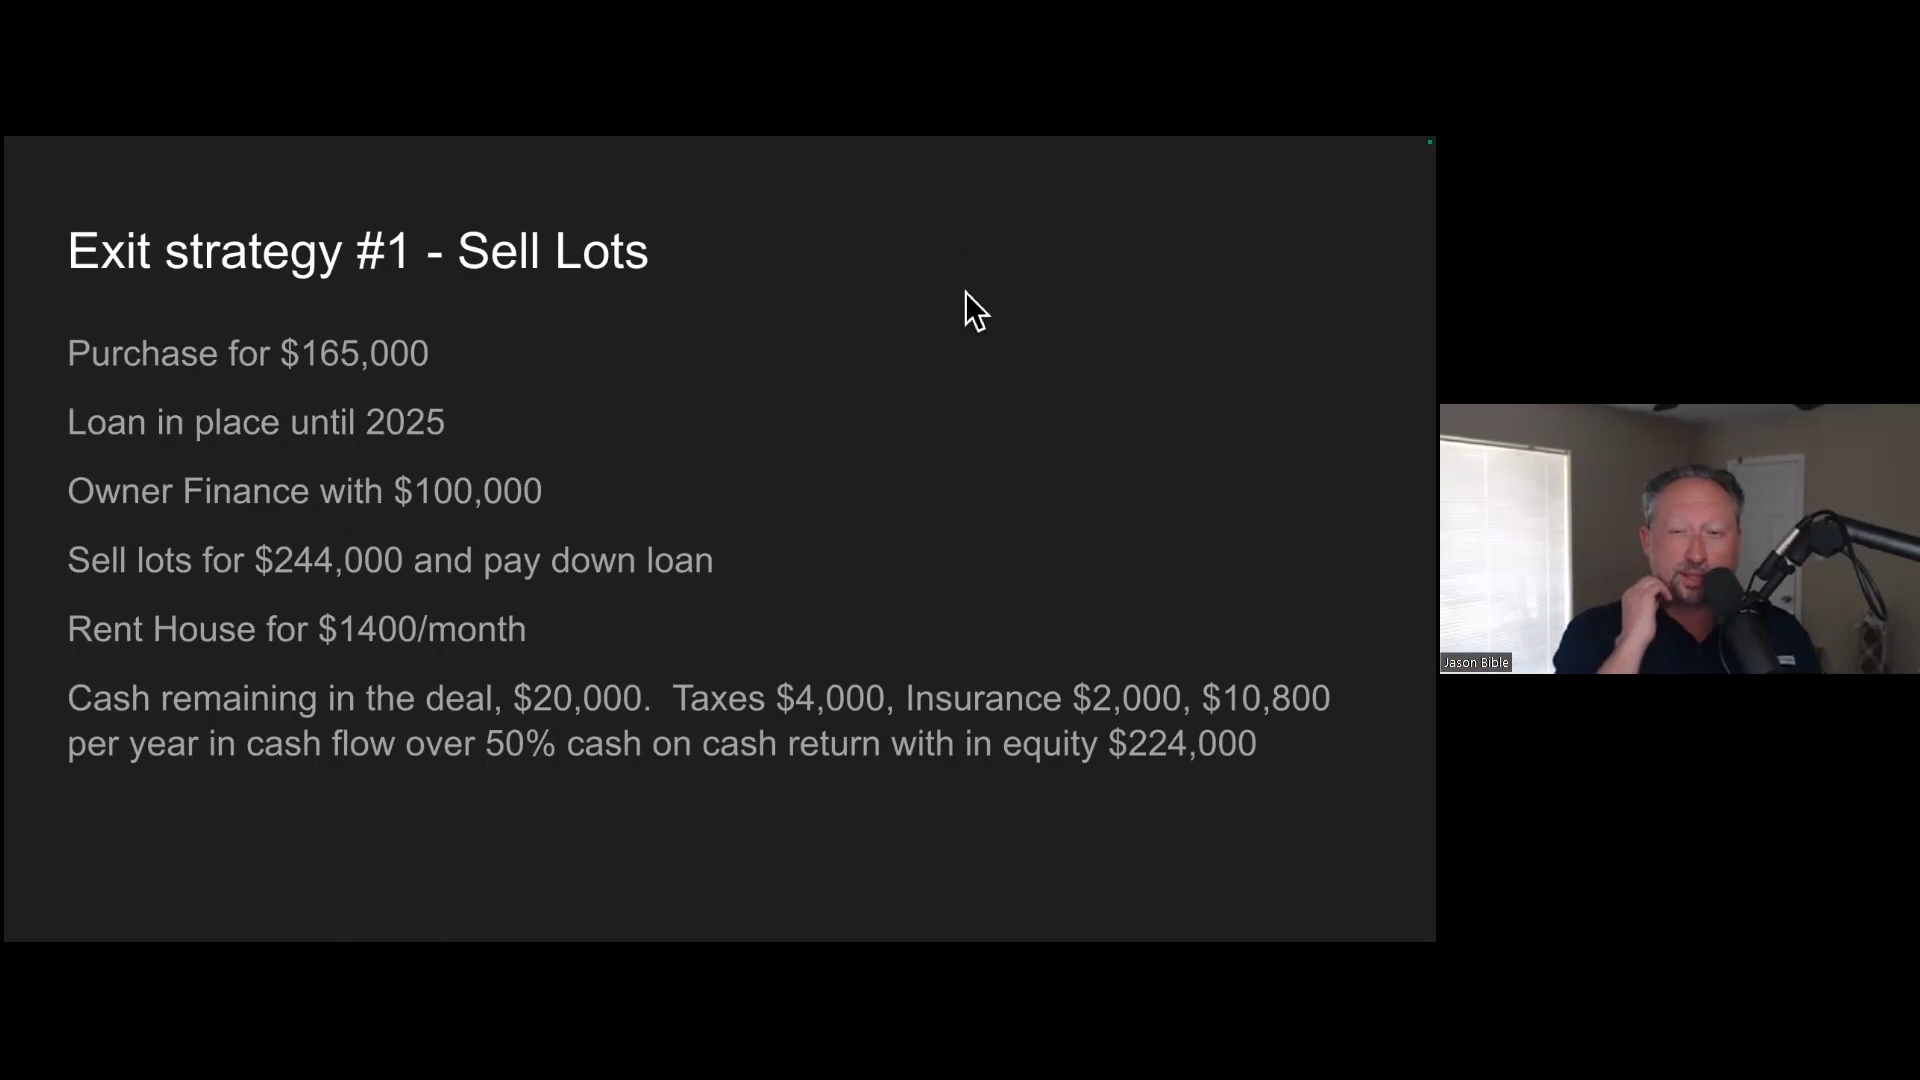 Exit strategy #1 - Sell Lots
Purchase for $165,000
Loan in place until 2025
Owner Finance with $100,000
Sell lots for $244,000 and pay down loan
Rent House for $1400/month
Cash remaining in the deal, $20,000.  Taxes $4,000, Insurance $2,000, $10,800
per year in cash flow over 50% cash on cash return with in equity $224,000
Jason Bible